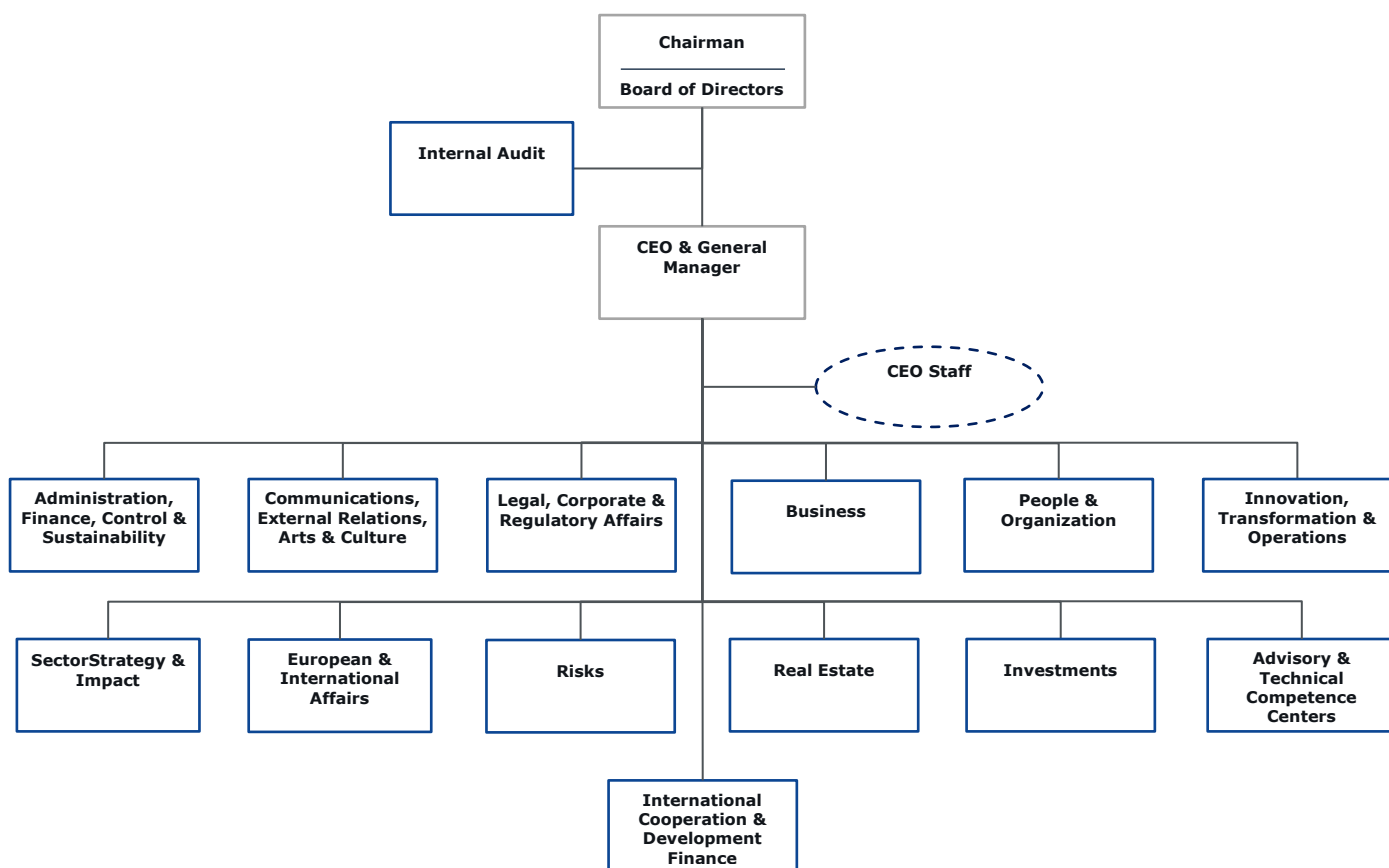 Chairman
Board of Directors
Internal Audit
CEO & General
Manager
CEO Staff
Administration,
Finance, Control &
Sustainability
Communications,
External Relations,
Arts & Culture
Legal, Corporate &
Regulatory Affairs
Business
People &
Organization
Innovation,
Transformation &
Operations
SectorStrategy &
Impact
European &
International
Affairs
Risks
Real Estate
Investments
Advisory &
Technical
Competence
Centers
International
Cooperation &
Development
Finance